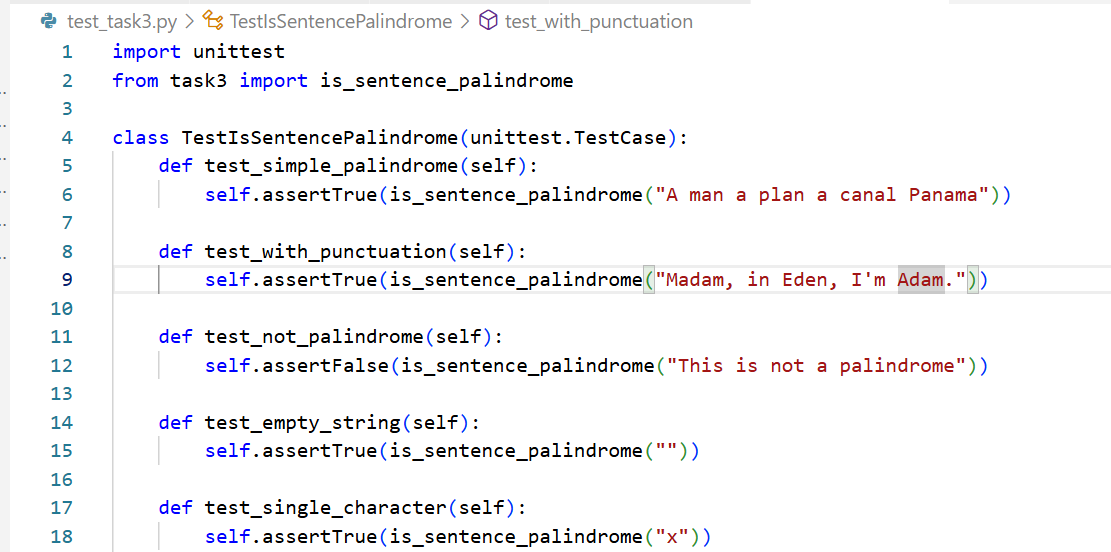 test_task3.py > TestIsSentencePalindrome > test_with_punctuation
1 import unittest
2 from task3 import is_sentence_palindrome
3
4 class TestIsSentencePalindrome(unittest.TestCase):
5     def test_simple_palindrome(self):
6         self.assertTrue(is_sentence_palindrome("A man a plan a canal Panama"))
7
8     def test_with_punctuation(self):
9         self.assertTrue(is_sentence_palindrome("Madam, in Eden, I'm Adam."))
10
11     def test_not_palindrome(self):
12         self.assertFalse(is_sentence_palindrome("This is not a palindrome"))
13
14     def test_empty_string(self):
15         self.assertTrue(is_sentence_palindrome(""))
16
17     def test_single_character(self):
18         self.assertTrue(is_sentence_palindrome("x"))